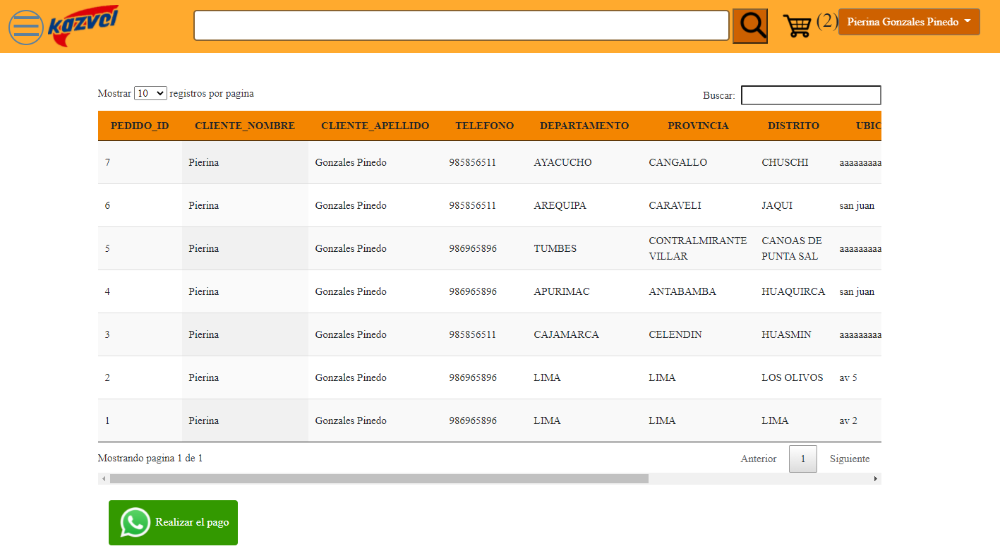 kazvel (2) Pierina Gonzales Pinedo
Mostrar 10 registros por pagina Buscar:
PEDIDO_ID CLIENTE_NOMBRE CLIENTE_APELLIDO TELEFONO DEPARTAMENTO PROVINCIA DISTRITO UBIC
7 Pierina Gonzales Pinedo 985856511 AYACUCHO CANGALLO CHUSCHI aaaaaaaaa
6 Pierina Gonzales Pinedo 985856511 AREQUIPA CARAVELI JAQUI san juan
5 Pierina Gonzales Pinedo 986965896 TUMBES CONTRALMIRANTE VILLAR CANOAS DE PUNTA SAL aaaaaaaaa
4 Pierina Gonzales Pinedo 986965896 APURIMAC ANTABAMBA HUAQUIRCA san juan
3 Pierina Gonzales Pinedo 985856511 CAJAMARCA CELENDIN HUASMIN aaaaaaaaa
2 Pierina Gonzales Pinedo 986965896 LIMA LIMA LOS OLIVOS av 5
1 Pierina Gonzales Pinedo 986965896 LIMA LIMA LIMA av 2
Mostrando pagina 1 de 1 Anterior 1 Siguiente
Realizar el pago